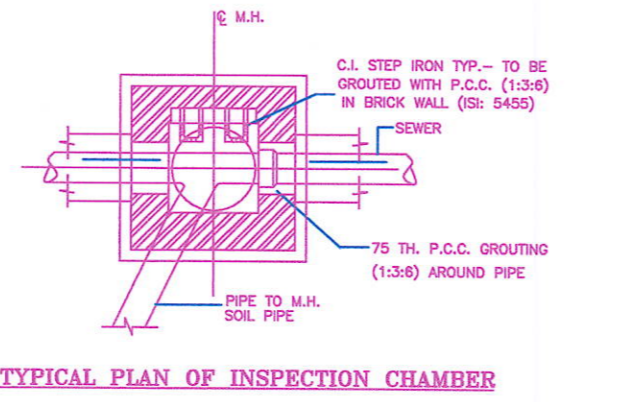 ℄ M.H.
C.I. STEP IRON TYP.- TO BE
GROUTED WITH P.C.C. (1:3:6)
IN BRICK WALL (ISI: 5455)
SEWER
75 TH. P.C.C. GROUTING
(1:3:6) AROUND PIPE
PIPE TO M.H.
SOIL PIPE
TYPICAL PLAN OF INSPECTION CHAMBER